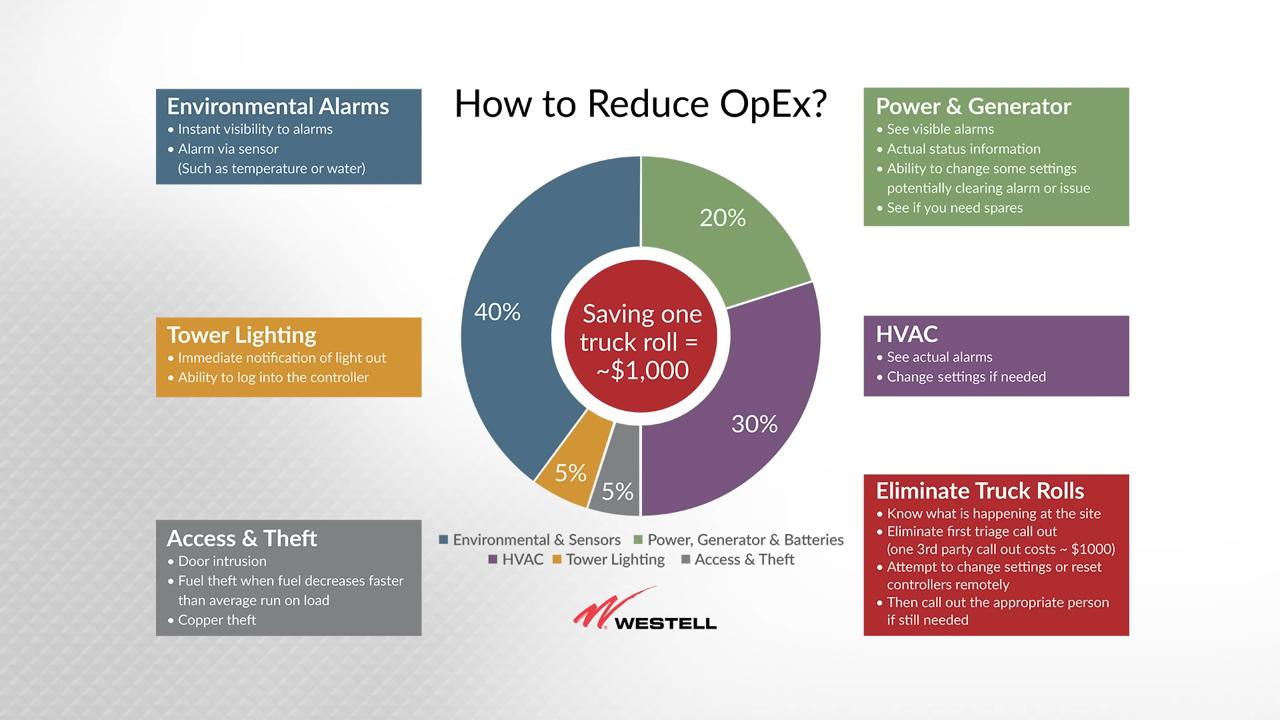 How to Reduce OpEx?
Environmental Alarms
• Instant visibility to alarms
• Alarm via sensor
(Such as temperature or water)
Tower Lighting
• Immediate notification of light out
• Ability to log into the controller
Access & Theft
• Door intrusion
• Fuel theft when fuel decreases faster
than average run on load
• Copper theft
20%
40%
Saving one
truck roll =
~$1,000
30%
5%
5%
Environmental & Sensors Power, Generator & Batteries
HVAC Tower Lighting Access & Theft
WESTELL
Power & Generator
• See visible alarms
• Actual status information
• Ability to change some settings
potentially clearing alarm or issue
• See if you need spares
HVAC
• See actual alarms
• Change settings if needed
Eliminate Truck Rolls
• Know what is happening at the site
• Eliminate first triage call out
(one 3rd party call out costs ~ $1000)
• Attempt to change settings or reset
controllers remotely
• Then call out the appropriate person
if still needed